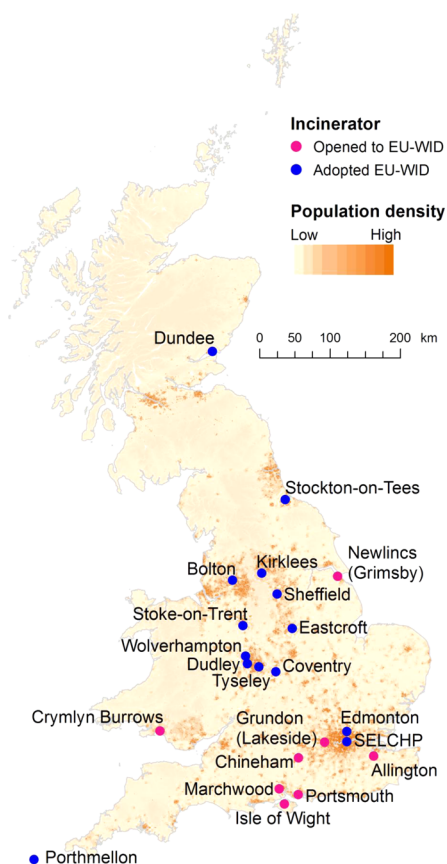 Incinerator
Opened to EU-WID
Adopted EU-WID
Population density
Low High
Dundee
0 50 100 200 km
Stockton-on-Tees
Newlincs
(Grimsby)
Kirklees
Bolton
Sheffield
Stoke-on-Trent
Eastcroft
Wolverhampton
Dudley
Tyseley
Coventry
Crymlyn Burrows
Grundon
(Lakeside)
Edmonton
SELCHP
Chineham
Allington
Marchwood
Portsmouth
Isle of Wight
Porthmellon